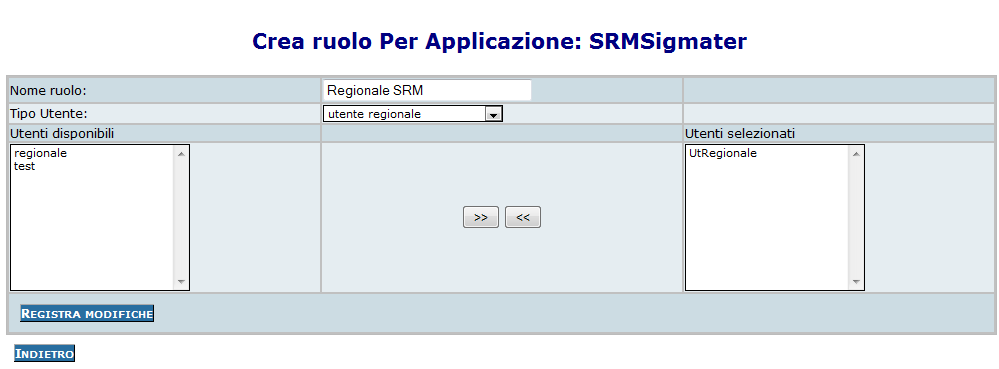 Crea ruolo Per Applicazione: SRMSigmater
Nome ruolo: Regionale SRM
Tipo Utente: utente regionale
Utenti disponibili Utenti selezionati
regionale UtRegionale
test
>> <<
REGISTRA MODIFICHE
INDIETRO